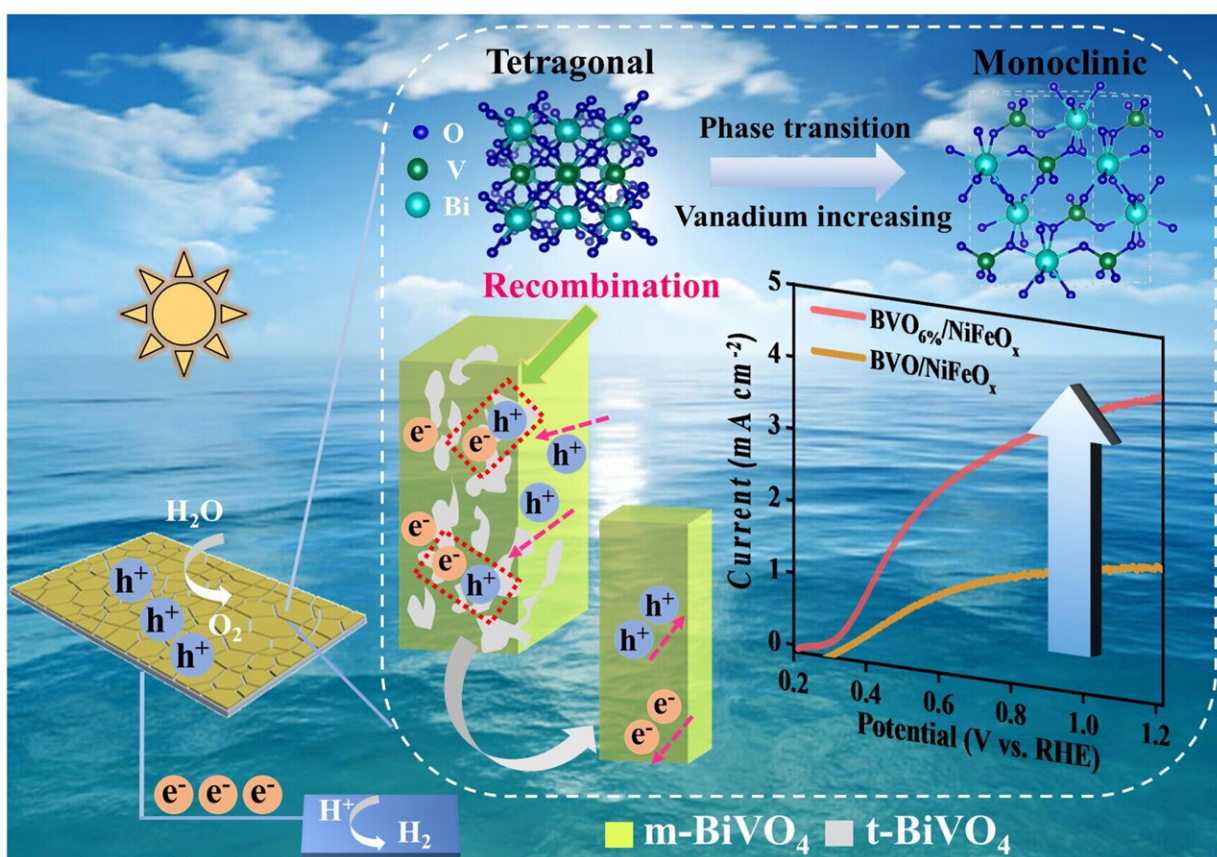 Tetragonal
Monoclinic
O
V
Bi
Phase transition
Vanadium increasing
Recombination
e⁻
e⁻
h⁺
h⁺
h⁺
e⁻
e⁻
h⁺
h⁺
h⁺
e⁻
e⁻
5
4
3
2
1
0
Current (mA cm⁻²)
BVO₆%/NiFeOₓ
BVO/NiFeOₓ
0.2 0.4 0.6 0.8 1.0 1.2
Potential (V vs. RHE)
H₂O
O₂
h⁺
h⁺
h⁺
e⁻ e⁻ e⁻
H⁺
H₂
m-BiVO₄ t-BiVO₄